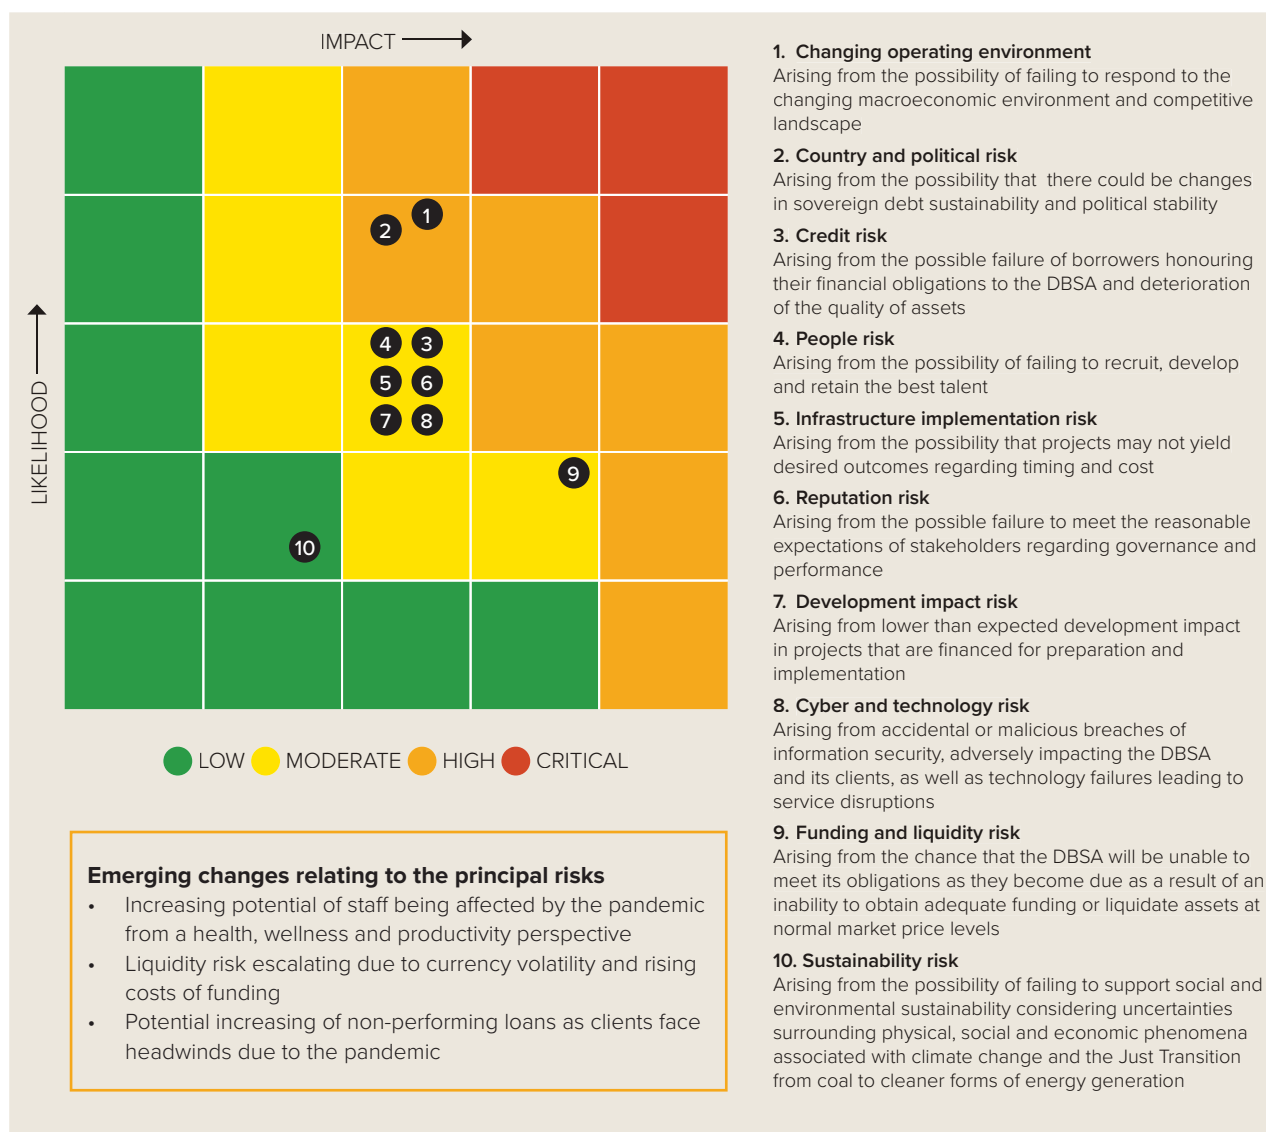 IMPACT
LIKELIHOOD
1
2
4
3
5
6
7
8
9
10
LOW
MODERATE
HIGH
CRITICAL
Emerging changes relating to the principal risks
• Increasing potential of staff being affected by the pandemic
from a health, wellness and productivity perspective
• Liquidity risk escalating due to currency volatility and rising
costs of funding
• Potential increasing of non-performing loans as clients face
headwinds due to the pandemic
1. Changing operating environment
Arising from the possibility of failing to respond to the
changing macroeconomic environment and competitive
landscape
2. Country and political risk
Arising from the possibility that there could be changes
in sovereign debt sustainability and political stability
3. Credit risk
Arising from the possible failure of borrowers honouring
their financial obligations to the DBSA and deterioration
of the quality of assets
4. People risk
Arising from the possibility of failing to recruit, develop
and retain the best talent
5. Infrastructure implementation risk
Arising from the possibility that projects may not yield
desired outcomes regarding timing and cost
6. Reputation risk
Arising from the possible failure to meet the reasonable
expectations of stakeholders regarding governance and
performance
7. Development impact risk
Arising from lower than expected development impact
in projects that are financed for preparation and
implementation
8. Cyber and technology risk
Arising from accidental or malicious breaches of
information security, adversely impacting the DBSA
and its clients, as well as technology failures leading to
service disruptions
9. Funding and liquidity risk
Arising from the chance that the DBSA will be unable to
meet its obligations as they become due as a result of an
inability to obtain adequate funding or liquidate assets at
normal market price levels
10. Sustainability risk
Arising from the possibility of failing to support social and
environmental sustainability considering uncertainties
surrounding physical, social and economic phenomena
associated with climate change and the Just Transition
from coal to cleaner forms of energy generation